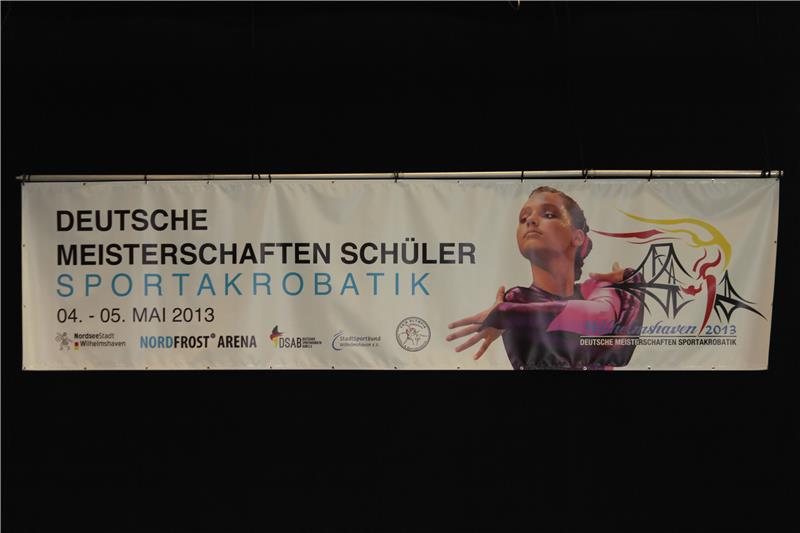 DEUTSCHE
MEISTERSCHAFTEN SCHÜLER
SPORTAKROBATIK
04. - 05. MAI 2013
NordseeStadt
Wilhelmshaven
NORDFROST® ARENA
DSAB
StadtSportbund
Wilhelmshaven e.V.
Wilhelmshaven 2013
DEUTSCHE MEISTERSCHAFTEN SPORTAKROBATIK